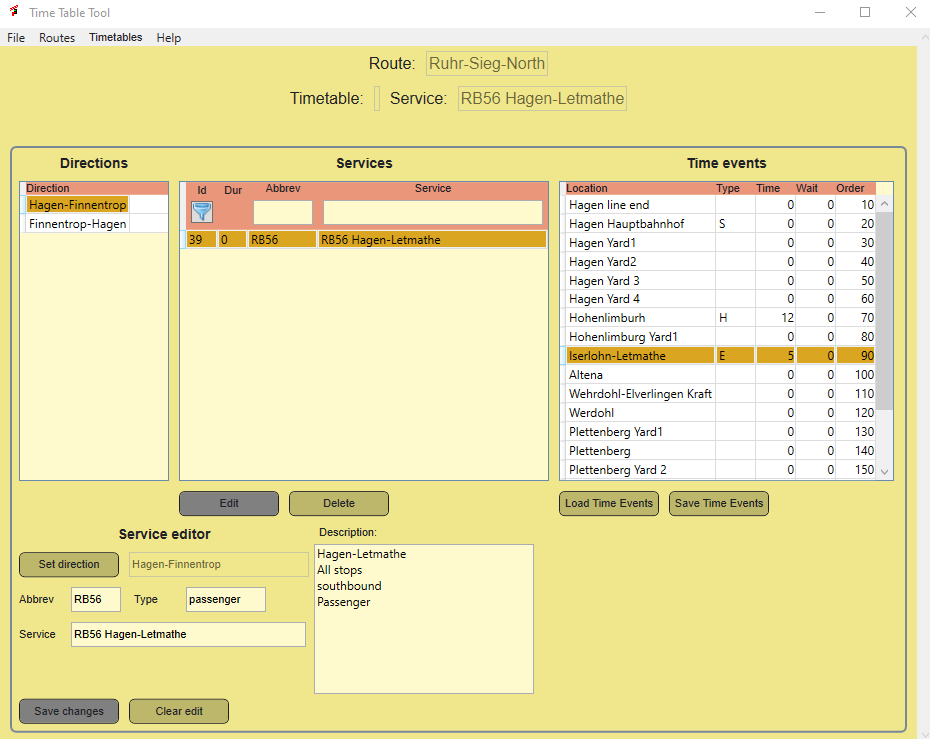 Time Table Tool
File Routes Timetables Help
Route: Ruhr-Sieg-North
Timetable: Service: RB56 Hagen-Letmathe
Directions
Direction
Hagen-Finnentrop
Finnentrop-Hagen
Services
Id Dur Abbrev Service
39 0 RB56 RB56 Hagen-Letmathe
Edit Delete
Time events
Location Type Time Wait Order
Hagen line end 0 0 10
Hagen Hauptbahnhof S 0 0 20
Hagen Yard1 0 0 30
Hagen Yard2 0 0 40
Hagen Yard 3 0 0 50
Hagen Yard 4 0 0 60
Hohenlimburh H 12 0 70
Hohenlimburg Yard1 0 0 80
Iserlohn-Letmathe E 5 0 90
Altena 0 0 100
Wehrdohl-Elverlingen Kraft 0 0 110
Werdohl 0 0 120
Plettenberg Yard1 0 0 130
Plettenberg 0 0 140
Plettenberg Yard 2 0 0 150
Load Time Events Save Time Events
Service editor
Set direction Hagen-Finnentrop
Abbrev RB56 Type passenger
Service RB56 Hagen-Letmathe
Description:
Hagen-Letmathe
All stops
southbound
Passenger
Save changes Clear edit